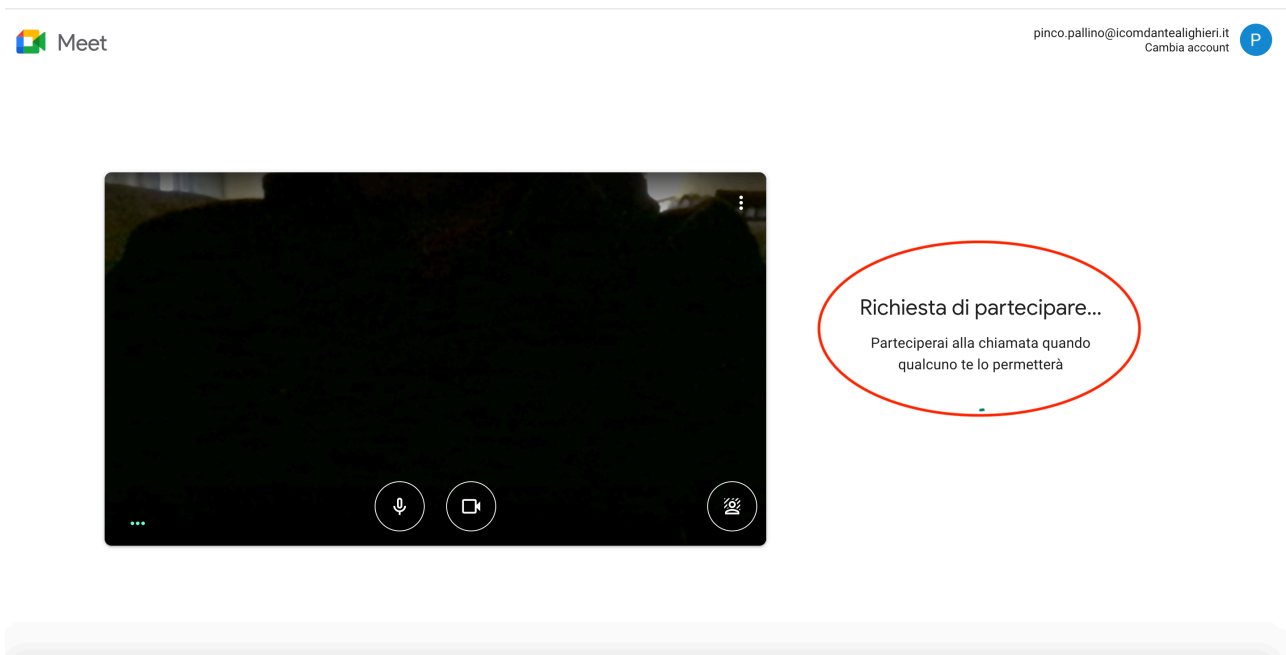 Meet
pinco.pallino@icomdantealighieri.it
Cambia account
P
Richiesta di partecipare...
Parteciperai alla chiamata quando
qualcuno te lo permetterà